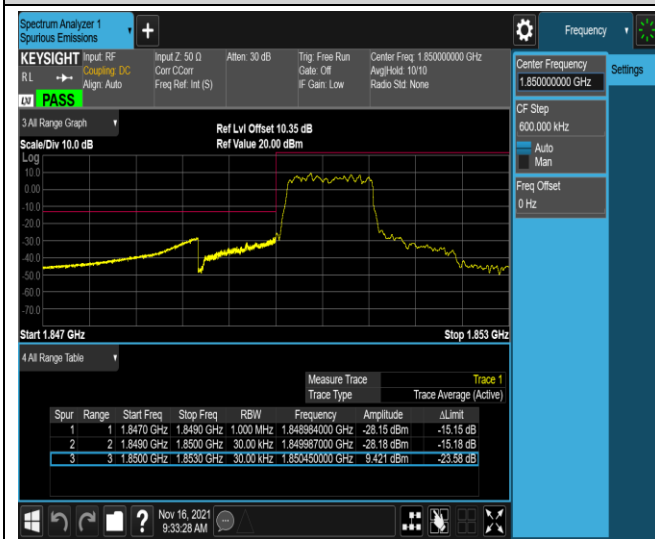 Spectrum Analyzer 1
Spurious Emissions
Frequency
KEYSIGHT
RL
Input: RF
Coupling: DC
Align: Auto
Input Z: 50 Ω
Corr CCorr
Freq Ref: Int (S)
Atten: 30 dB
Trig: Free Run
Gate: Off
IF Gain: Low
Center Freq: 1.850000000 GHz
Avg|Hold: 10/10
Radio Std: None
LXI PASS
Center Frequency
1.850000000 GHz
Settings
CF Step
600.000 kHz
Auto
Man
Freq Offset
0 Hz
3 All Range Graph
Scale/Div 10.0 dB
Ref Lvl Offset 10.35 dB
Ref Value 20.00 dBm
Log
10.0
0.00
-10.0
-20.0
-30.0
-40.0
-50.0
-60.0
-70.0
Start 1.847 GHz
Stop 1.853 GHz
4 All Range Table
Measure Trace Trace 1
Trace Type Trace Average (Active)
Spur Range Start Freq Stop Freq RBW Frequency Amplitude ΔLimit
1 1 1.8470 GHz 1.8490 GHz 1.000 MHz 1.848984000 GHz -28.15 dBm -15.15 dB
2 2 1.8490 GHz 1.8500 GHz 30.00 kHz 1.849987000 GHz -28.18 dBm -15.18 dB
3 3 1.8500 GHz 1.8530 GHz 30.00 kHz 1.850450000 GHz 9.421 dBm -23.58 dB
Nov 16, 2021
9:33:28 AM